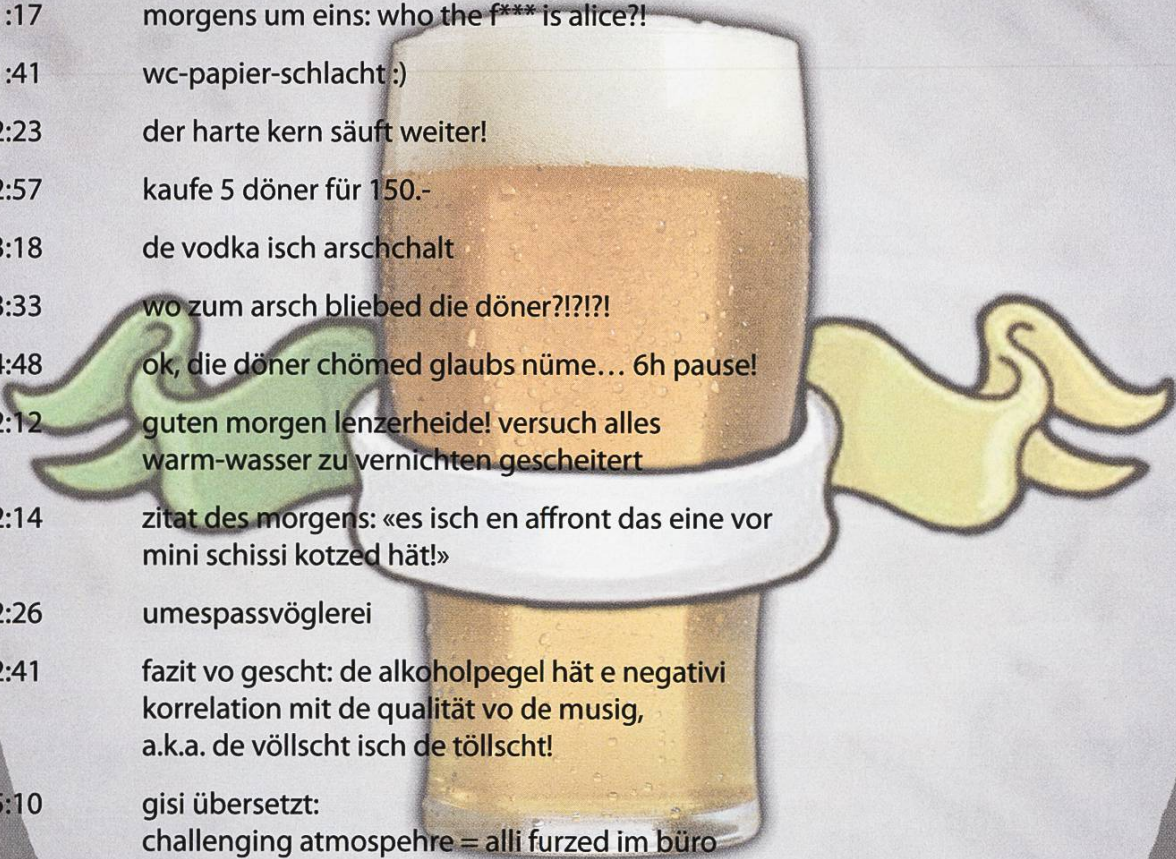 :17 morgens um eins: who the f*** is alice?!
:41 wc-papier-schlacht :)
2:23 der harte kern säuft weiter!
2:57 kaufe 5 döner für 150.-
3:18 de vodka isch arschchalt
3:33 wo zum arsch bliebed die döner?!?!?!
4:48 ok, die döner chömed glaubs nüme... 6h pause!
2:12 guten morgen lenzerheide! versuch alles
warm-wasser zu vernichten gescheitert
2:14 zitat des morgens: «es isch en affront das eine vor
mini schissi kotzed hät!»
2:26 umespassvöglerei
2:41 fazit vo gescht: de alkoholpegel hät e negativi
korrelation mit de qualität vo de musig,
a.k.a. de völlscht isch de töllscht!
5:10 gisi übersetzt:
challenging atmospehre = alli furzed im büro